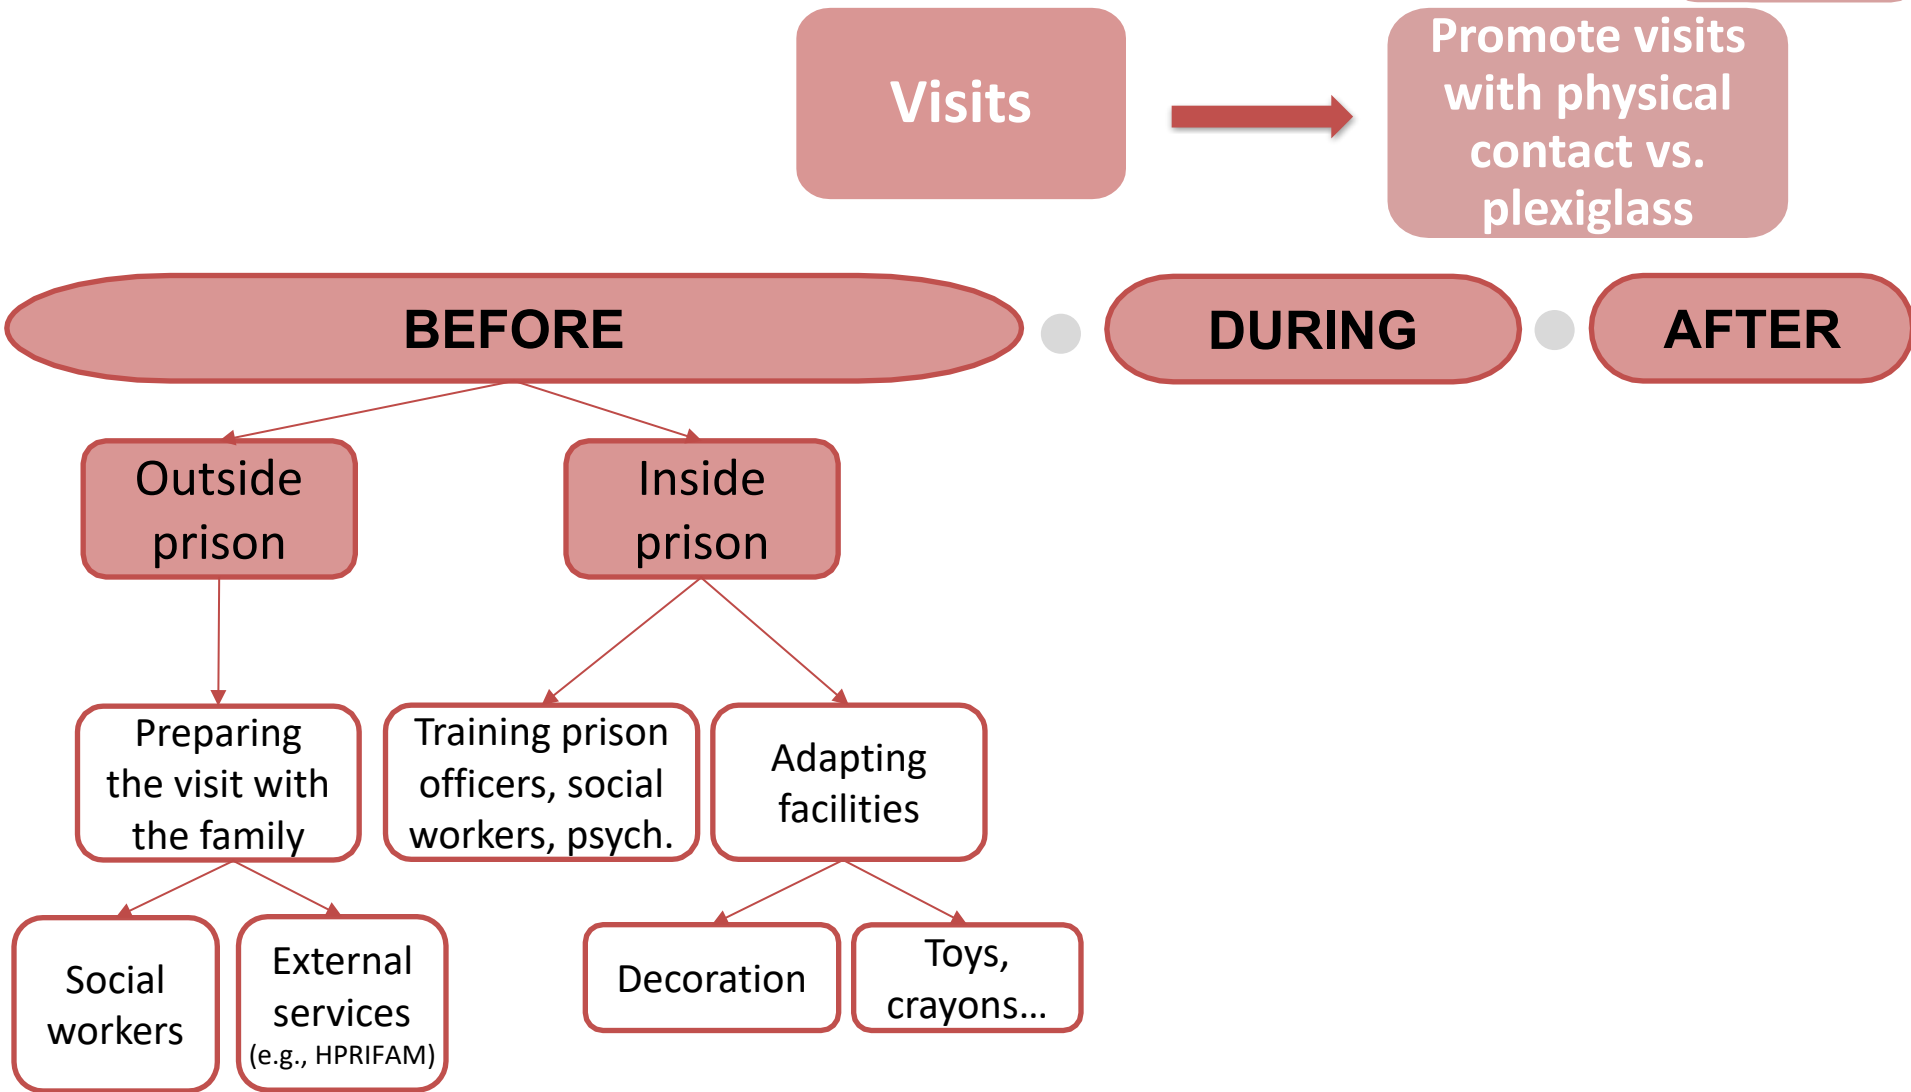 Visits
Promote visits
with physical
contact vs.
plexiglass
BEFORE
DURING
AFTER
Outside
prison
Inside
prison
Preparing
the visit with
the family
Training prison
officers, social
workers, psych.
Adapting
facilities
Social
workers
External
services
(e.g., HPRIFAM)
Decoration
Toys,
crayons...